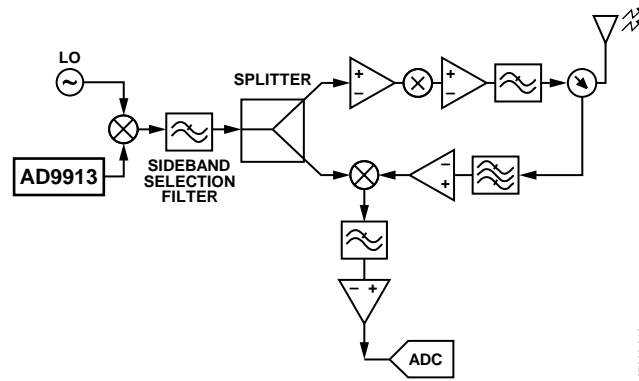 LO
SPLITTER
AD9913
SIDEBAND
SELECTION
FILTER
ADC